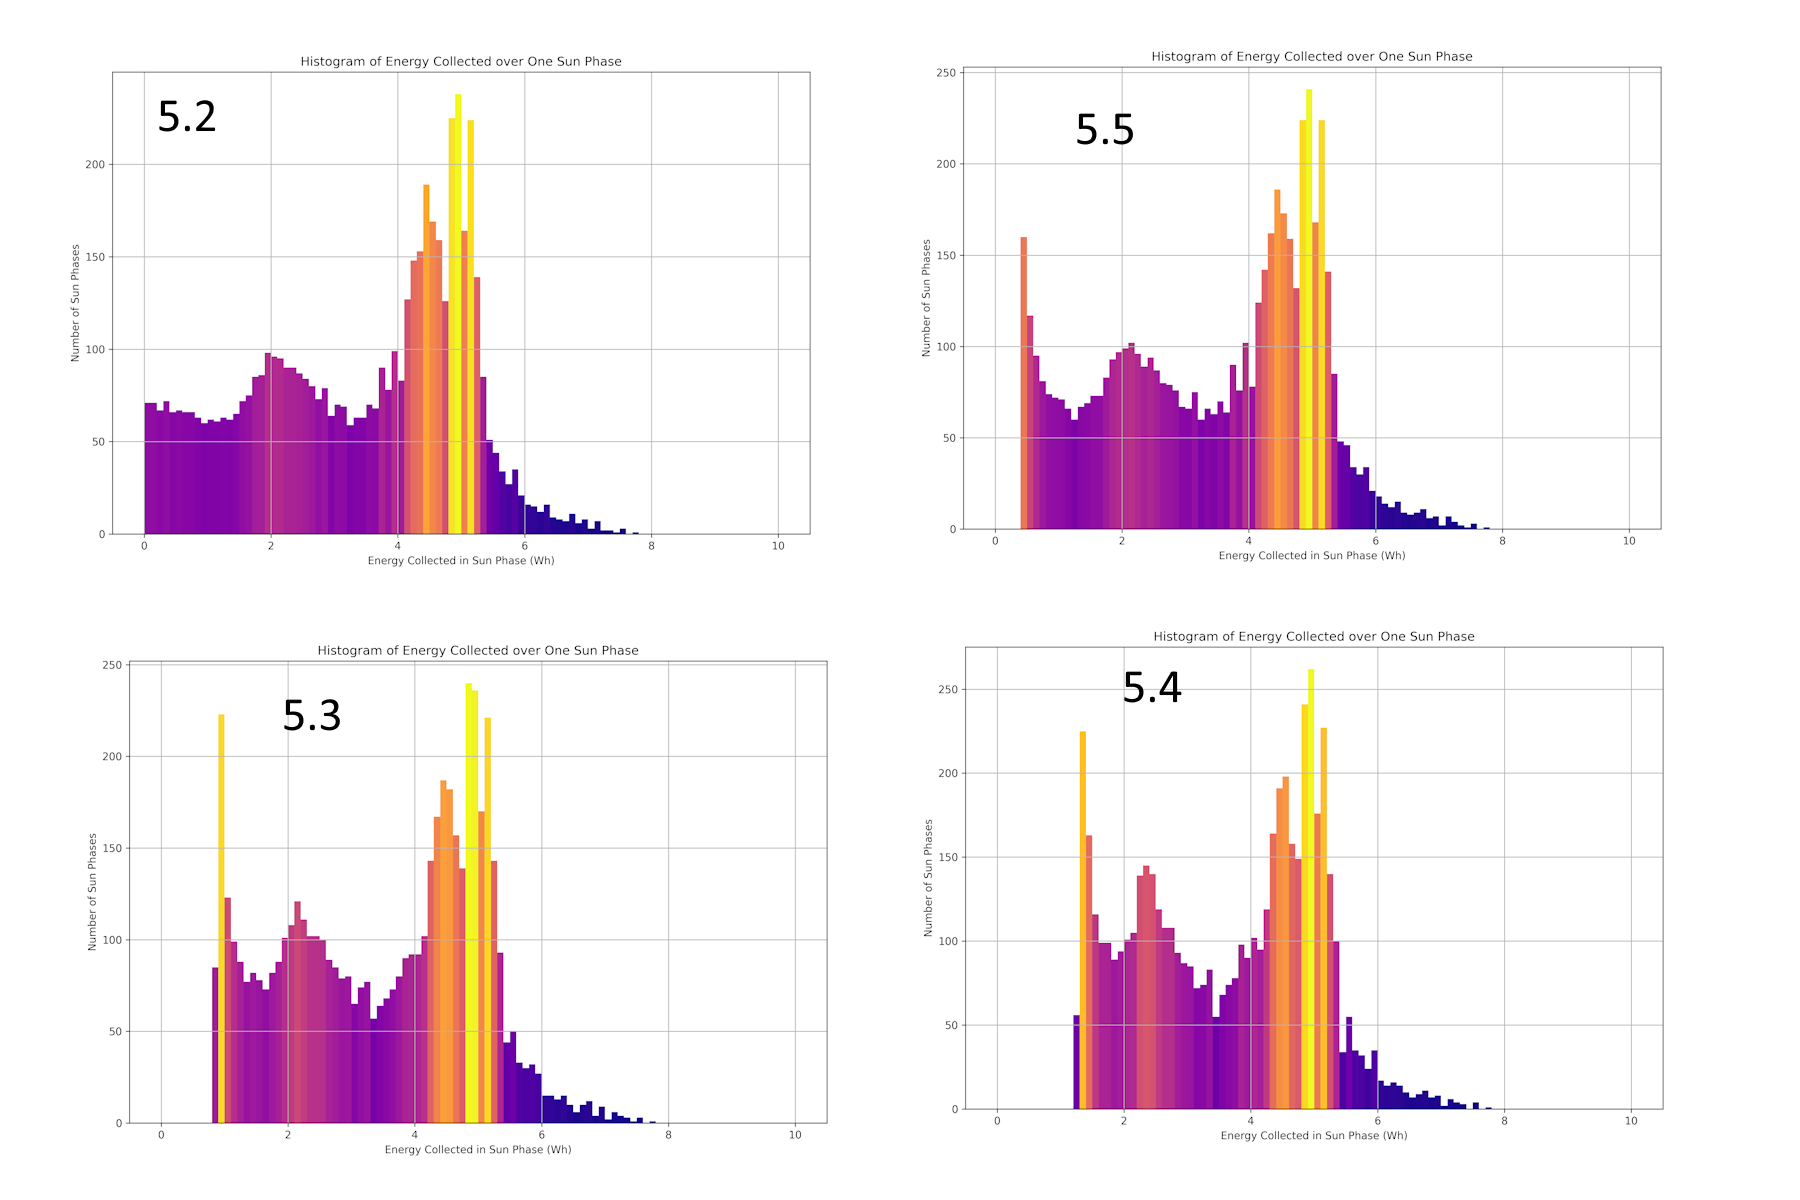 Histogram of Energy Collected over One Sun Phase
5.2
Number of Sun Phases
200
150
100
50
0
0 2 4 6 8 10
Energy Collected in Sun Phase (Wh)
Histogram of Energy Collected over One Sun Phase
5.5
Number of Sun Phases
250
200
150
100
50
0
0 2 4 6 8 10
Energy Collected in Sun Phase (Wh)
Histogram of Energy Collected over One Sun Phase
5.3
Number of Sun Phases
250
200
150
100
50
0
0 2 4 6 8 10
Energy Collected in Sun Phase (Wh)
Histogram of Energy Collected over One Sun Phase
5.4
Number of Sun Phases
250
200
150
100
50
0
0 2 4 6 8 10
Energy Collected in Sun Phase (Wh)